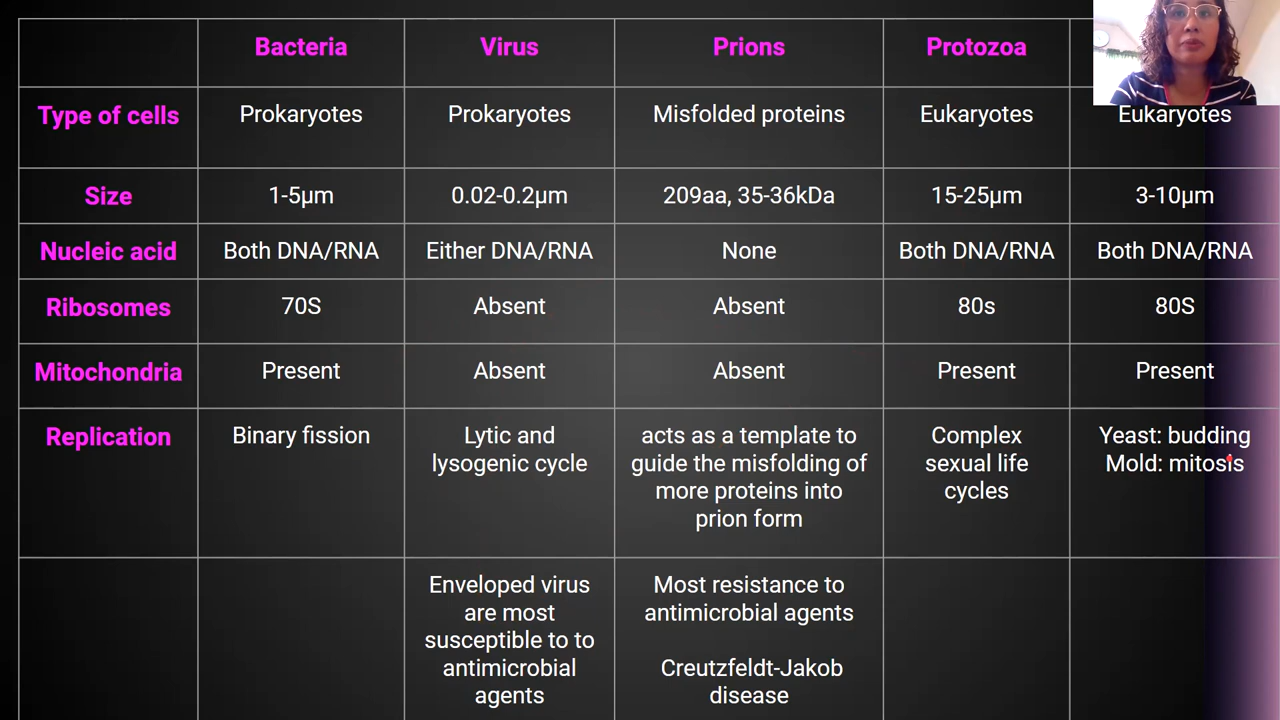 Bacteria Virus Prions Protozoa
Type of cells Prokaryotes Prokaryotes Misfolded proteins Eukaryotes Eukaryotes
Size 1-5µm 0.02-0.2µm 209aa, 35-36kDa 15-25µm 3-10µm
Nucleic acid Both DNA/RNA Either DNA/RNA None Both DNA/RNA Both DNA/RNA
Ribosomes 70S Absent Absent 80s 80S
Mitochondria Present Absent Absent Present Present
Replication Binary fission
Lytic and
lysogenic cycle
acts as a template to
guide the misfolding of
more proteins into
prion form
Complex
sexual life
cycles
Yeast: budding
Mold: mitosis
Enveloped virus
are most
susceptible to to
antimicrobial
agents
Most resistance to
antimicrobial agents
Creutzfeldt-Jakob
disease